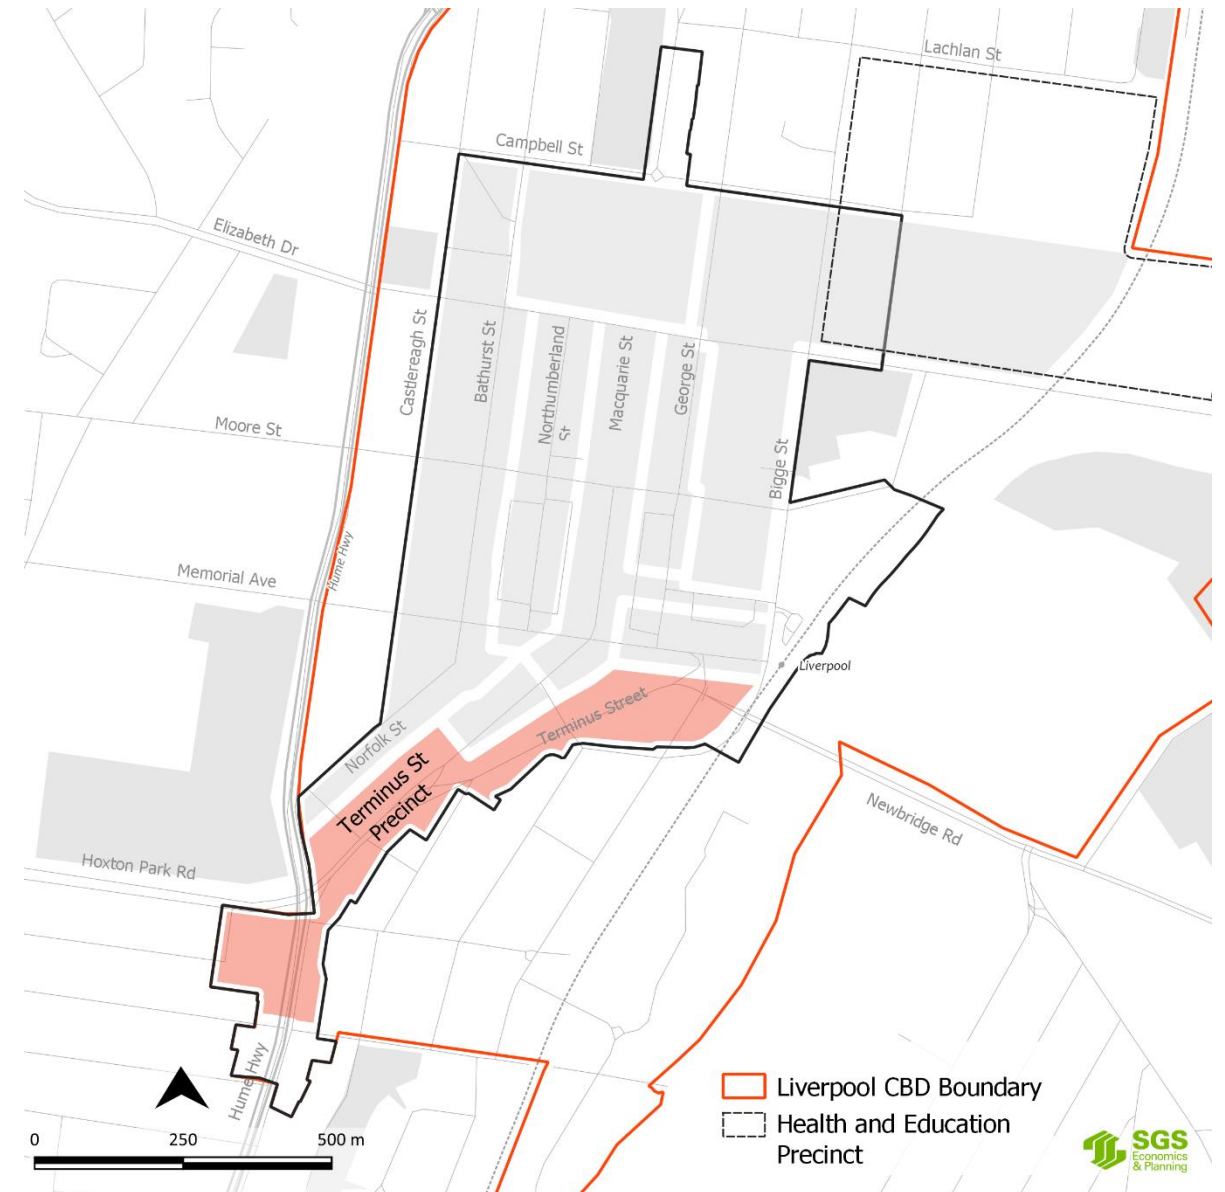 Lachlan St
Campbell St
Elizabeth Dr
Castlereagh St
Bathurst St
Northumberland
St
Macquarie St
George St
Bigge St
Moore St
Hume Hwy
Memorial Ave
Liverpool
Norfolk St
Terminus Street
Terminus St
Precinct
Newbridge Rd
Hoxton Park Rd
Hume Hwy
0 250 500 m
Liverpool CBD Boundary
Health and Education
Precinct
SGS
Economics
& Planning